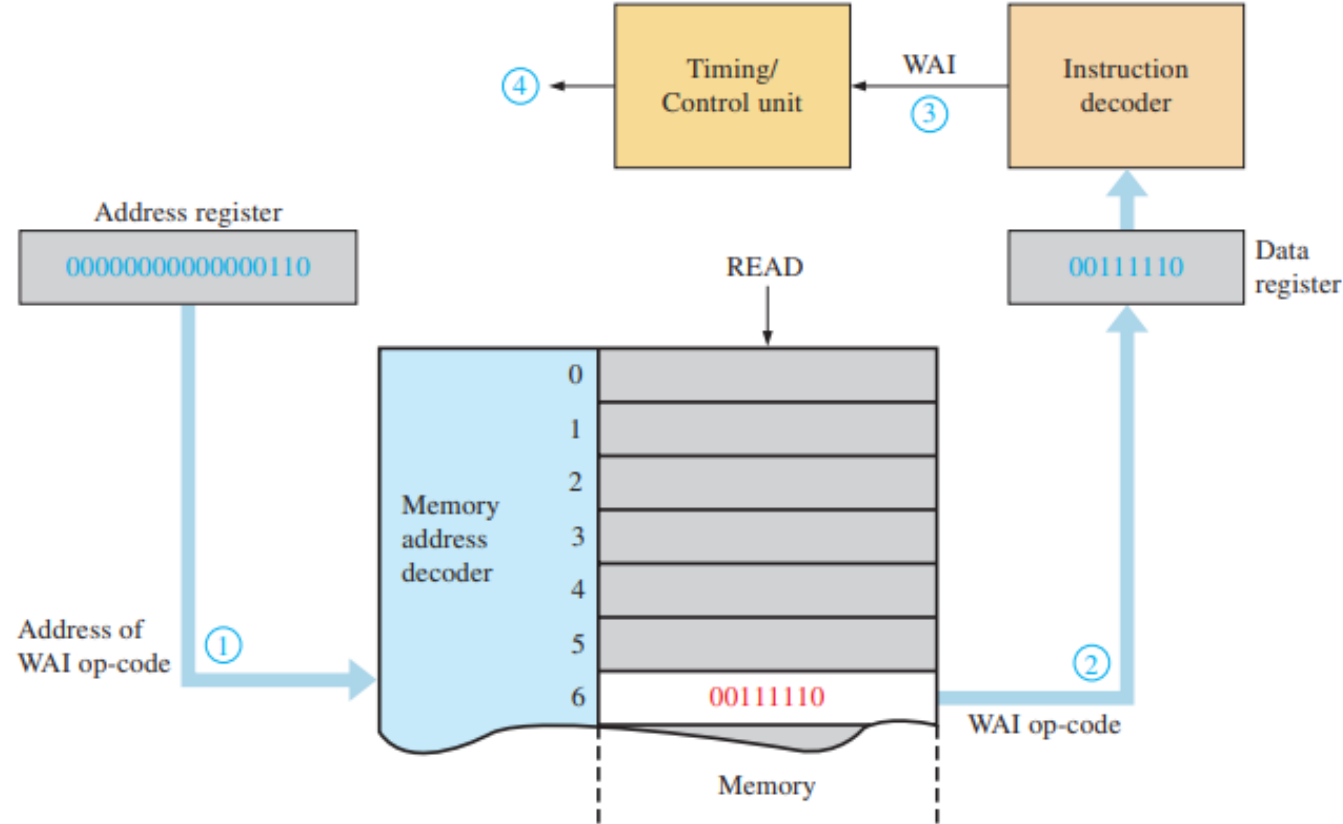 ④
Timing/
Control unit
WAI
③
Instruction
decoder
Address register
00000000000000110
READ
00111110
Data
register
0
1
2
3
4
5
6
Memory
address
decoder
Address of
WAI op-code
①
00111110
②
WAI op-code
Memory